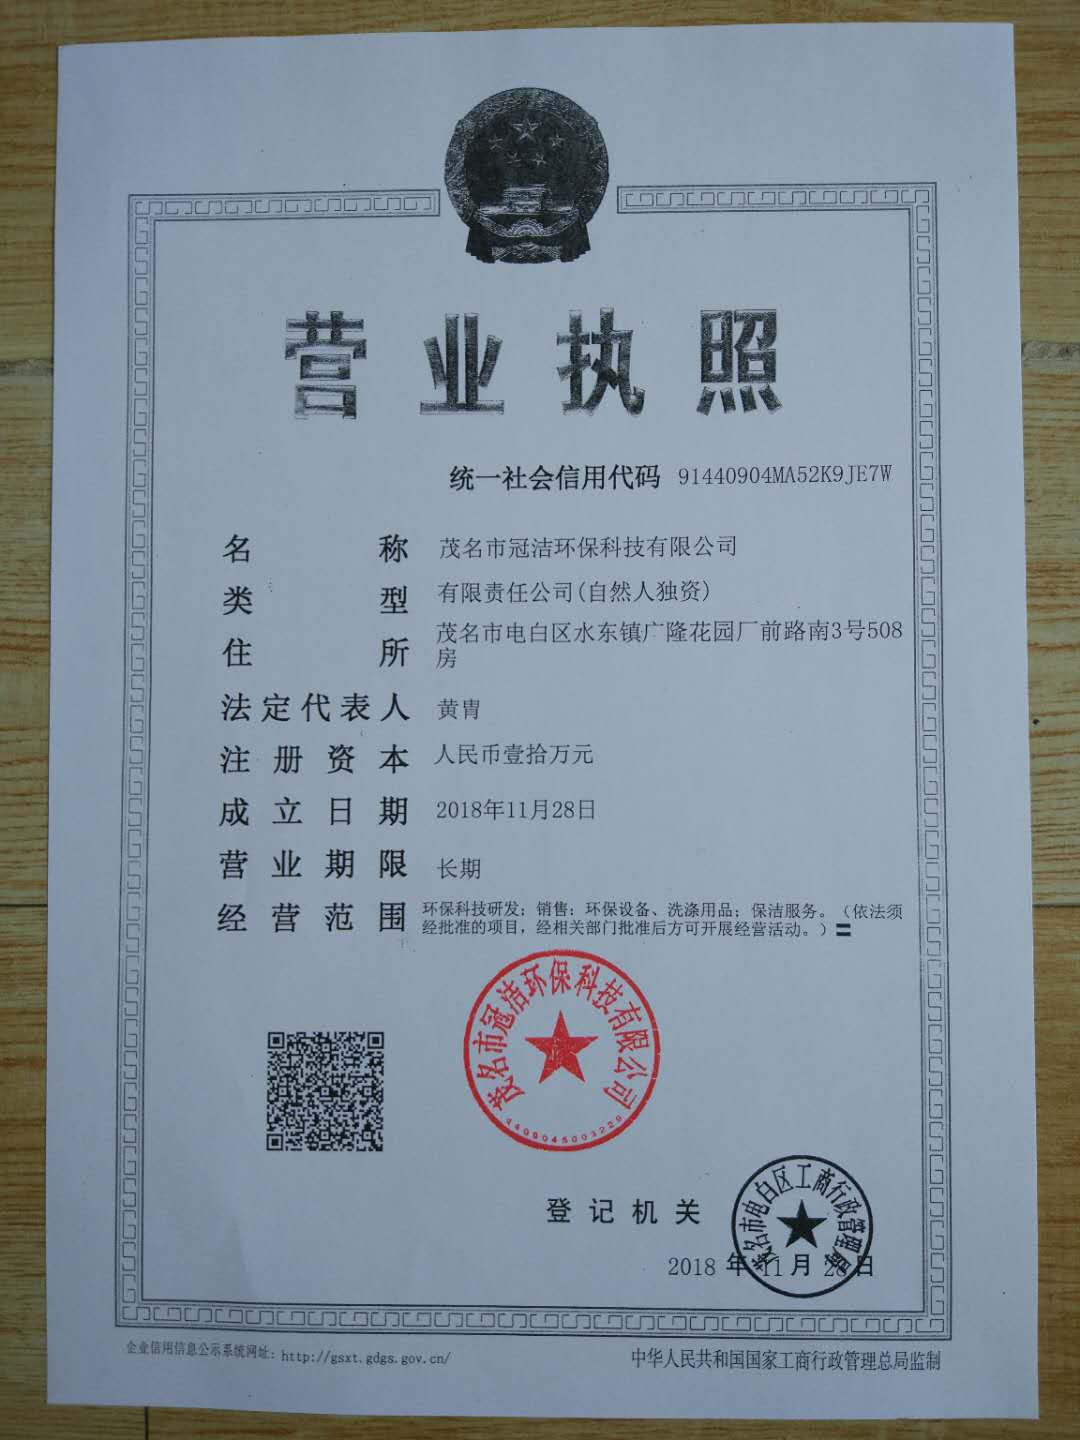 营业执照
统一社会信用代码 91440904MA52K9JE7W
名称 茂名市冠洁环保科技有限公司
类型 有限责任公司(自然人独资)
住所 茂名市电白区水东镇广隆花园厂前路南3号508
房
法定代表人 黄胄
注册资本 人民币壹拾万元
成立日期 2018年11月28日
营业期限 长期
经营范围 环保科技研发；销售：环保设备、洗涤用品；保洁服务。（依法须
经批准的项目，经相关部门批准后方可开展经营活动。）〓
茂名市冠洁环保科技有限公司
4409045003229
登记机关
茂名市电白区工商行政管理局
2018 年 11 月 28 日
企业信用信息公示系统网址：http://gsxt.gdgs.gov.cn/
中华人民共和国国家工商行政管理总局监制